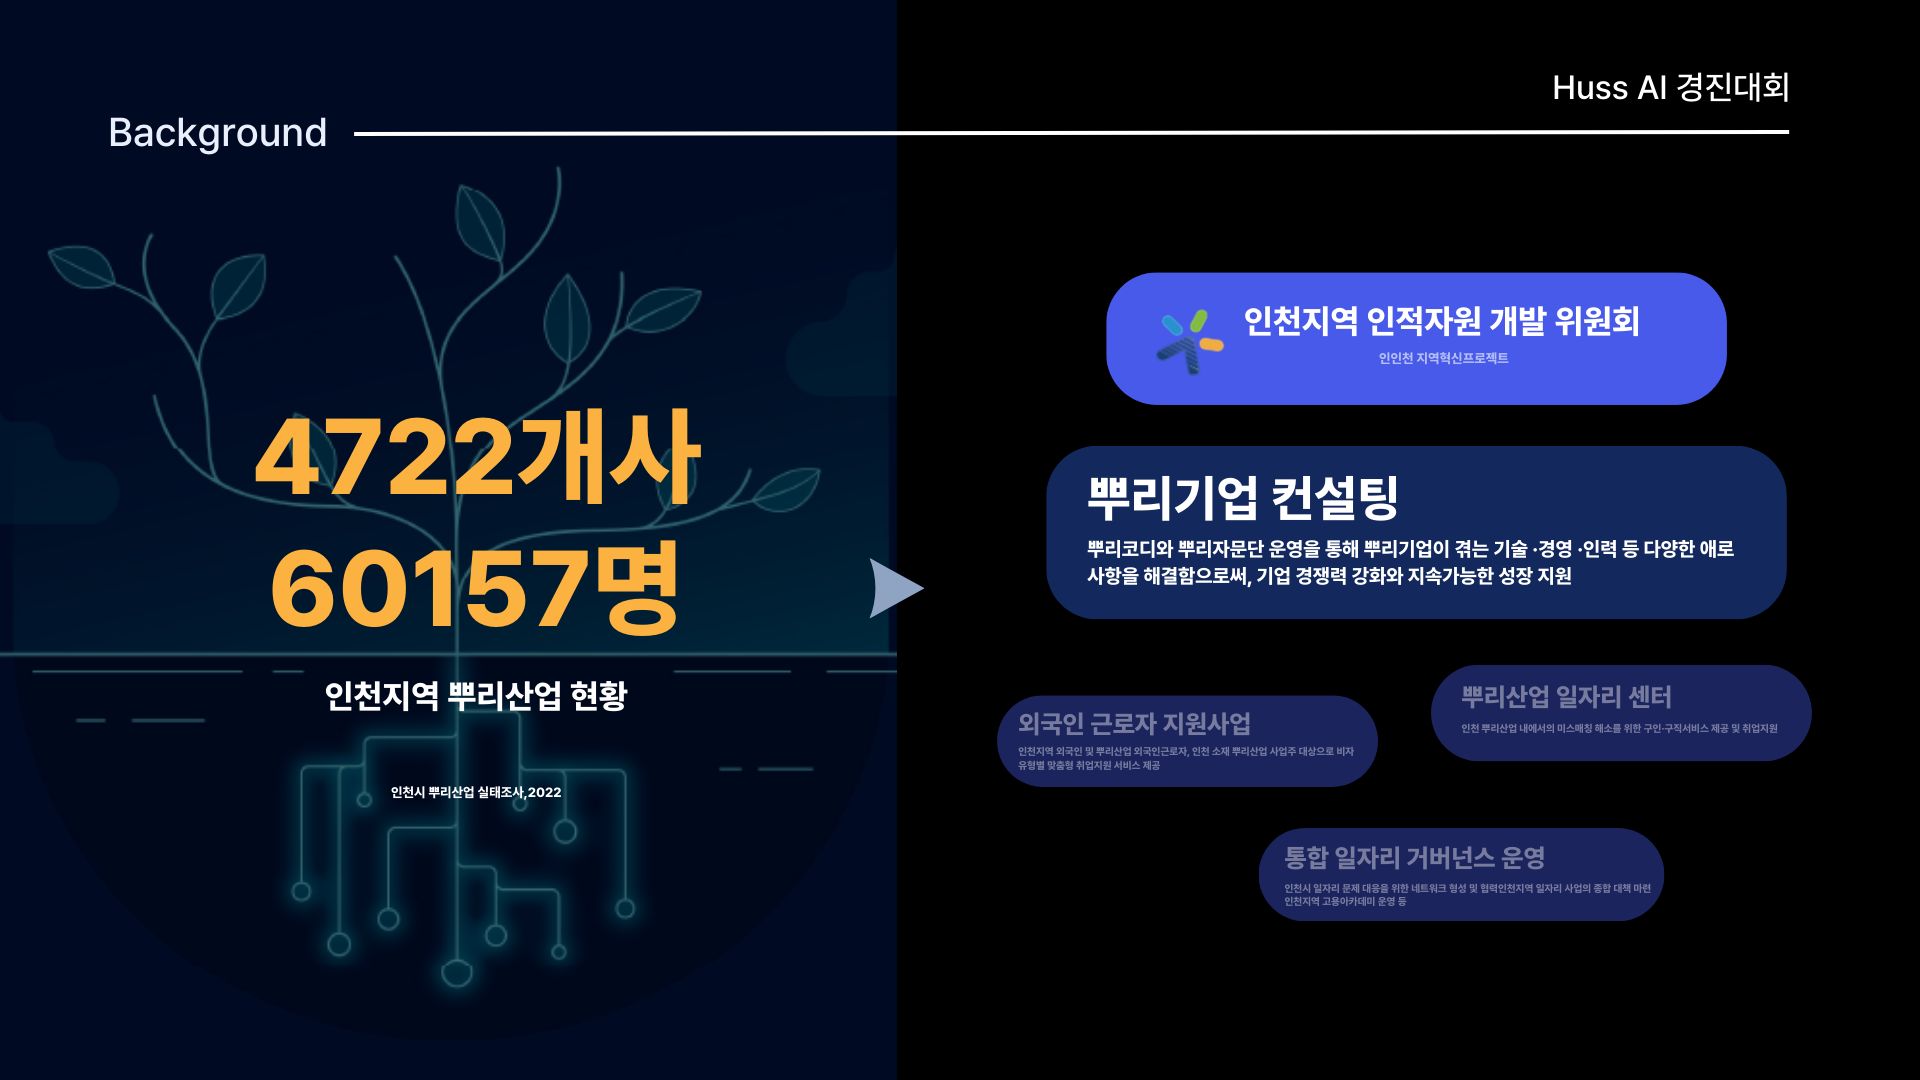 Huss AI 경진대회
Background
4722개사
60157명
인천지역 뿌리산업 현황
인천시 뿌리산업 실태조사,2022
인천지역 인적자원 개발 위원회
인인천 지역혁신프로젝트
뿌리기업 컨설팅
뿌리코디와 뿌리자문단 운영을 통해 뿌리기업이 겪는 기술 ·경영 ·인력 등 다양한 애로
사항을 해결함으로써, 기업 경쟁력 강화와 지속가능한 성장 지원
외국인 근로자 지원사업
인천지역 외국인 및 뿌리산업 외국인근로자, 인천 소재 뿌리산업 사업주 대상으로 비자
유형별 맞춤형 취업지원 서비스 제공
뿌리산업 일자리 센터
인천 뿌리산업 내에서의 미스매칭 해소를 위한 구인·구직서비스 제공 및 취업지원
통합 일자리 거버넌스 운영
인천시 일자리 문제 대응을 위한 네트워크 형성 및 협력인천지역 일자리 사업의 종합 대책 마련
인천지역 고용아카데미 운영 등